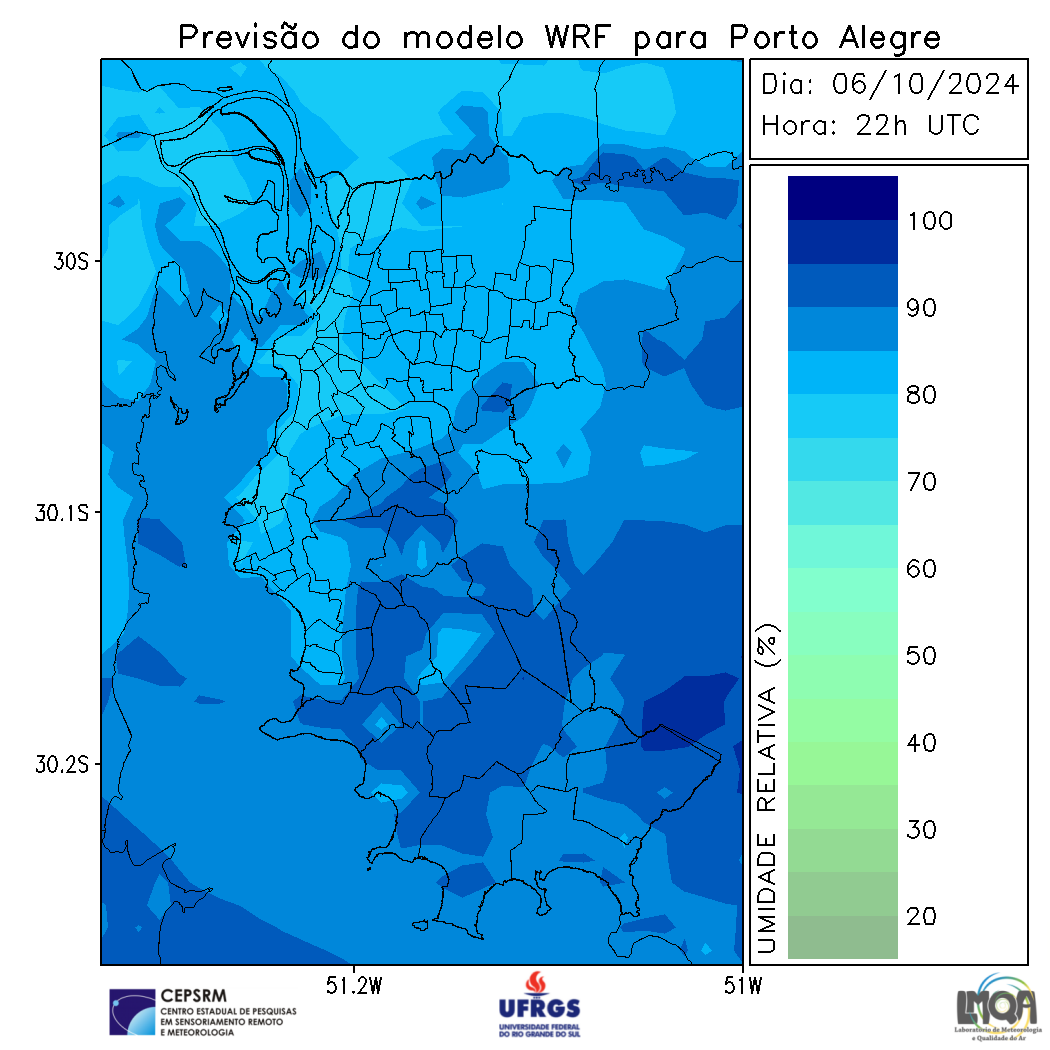 Previsão do modelo WRF para Porto Alegre
Dia: 06/10/2024
Hora: 22h UTC
100
90
80
70
60
50
40
30
20
UMIDADE RELATIVA (%)
30S
30.1S
30.2S
51.2W
51W
CEPSRM
CENTRO ESTADUAL DE PESQUISAS
EM SENSORIAMENTO REMOTO
E METEOROLOGIA
UFRGS
UNIVERSIDADE FEDERAL
DO RIO GRANDE DO SUL
LMQA
Laboratório de Meteorologia
e Qualidade do Ar